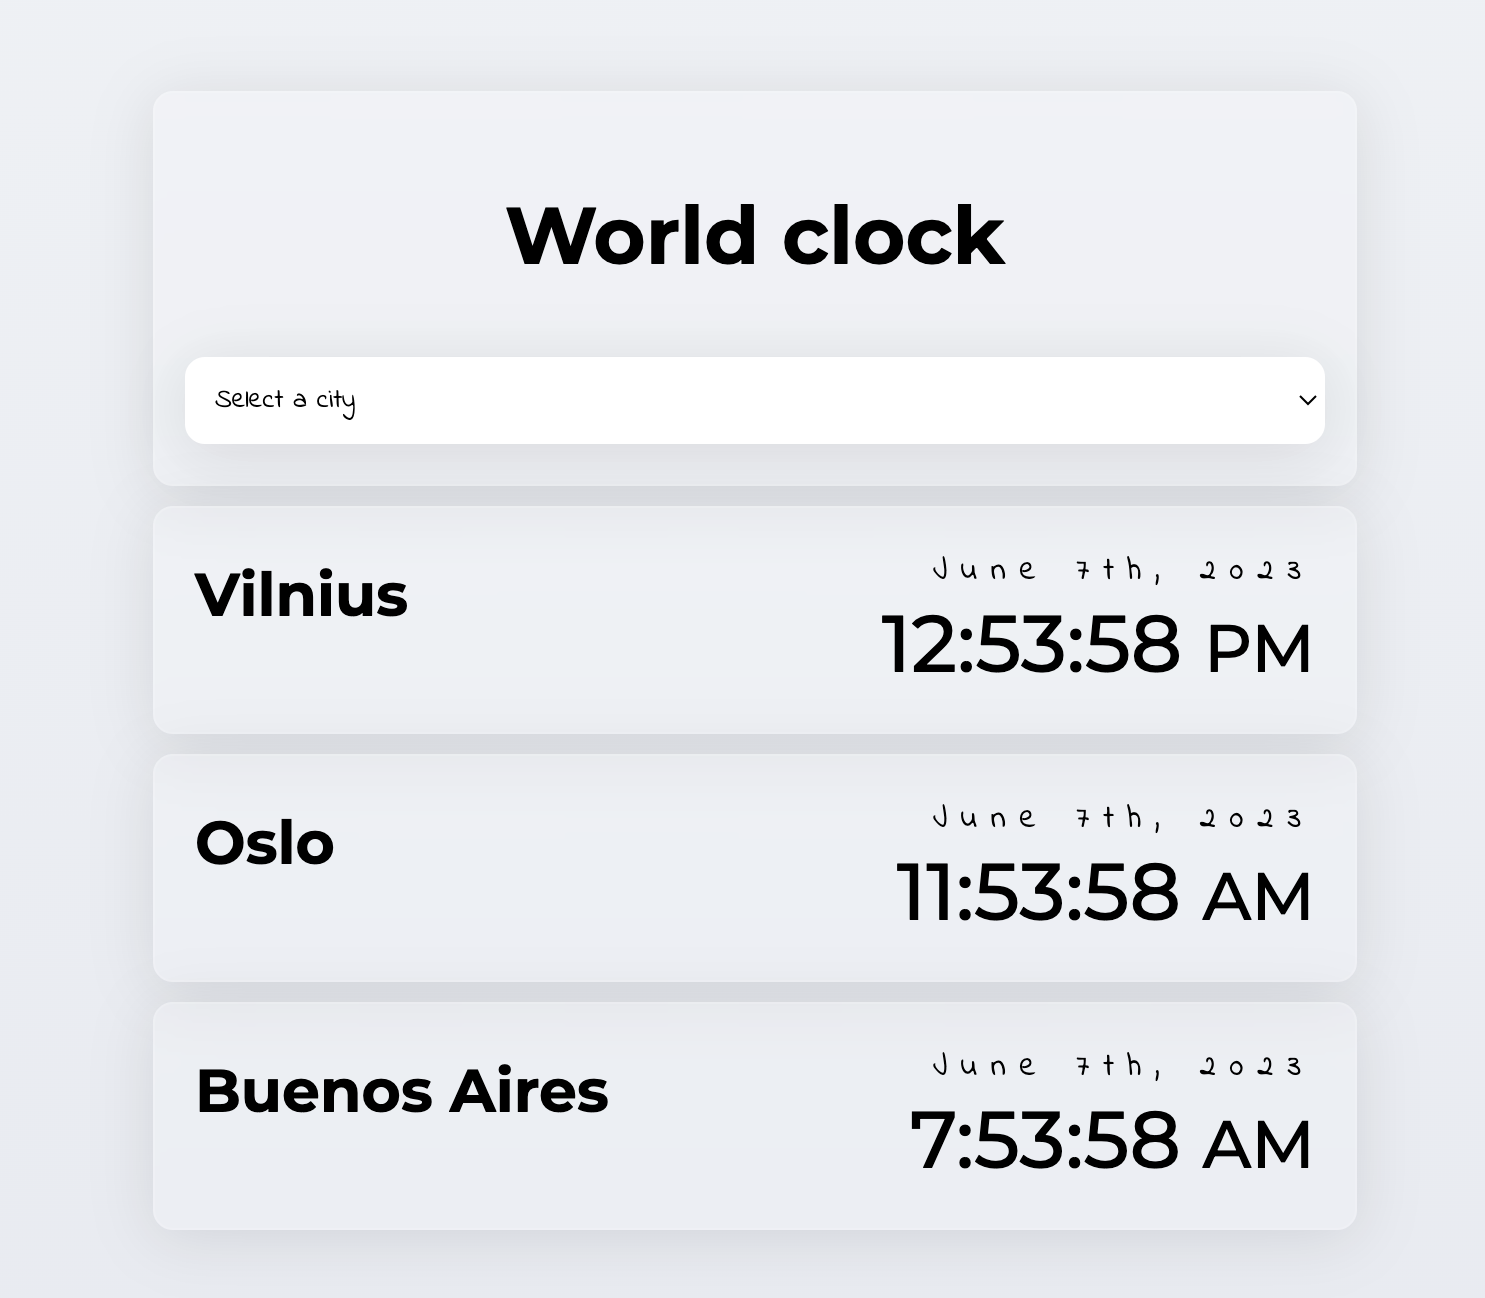 World clock
Select a city
Vilnius
June 7th, 2023
12:53:58 PM
Oslo
June 7th, 2023
11:53:58 AM
Buenos Aires
June 7th, 2023
7:53:58 AM